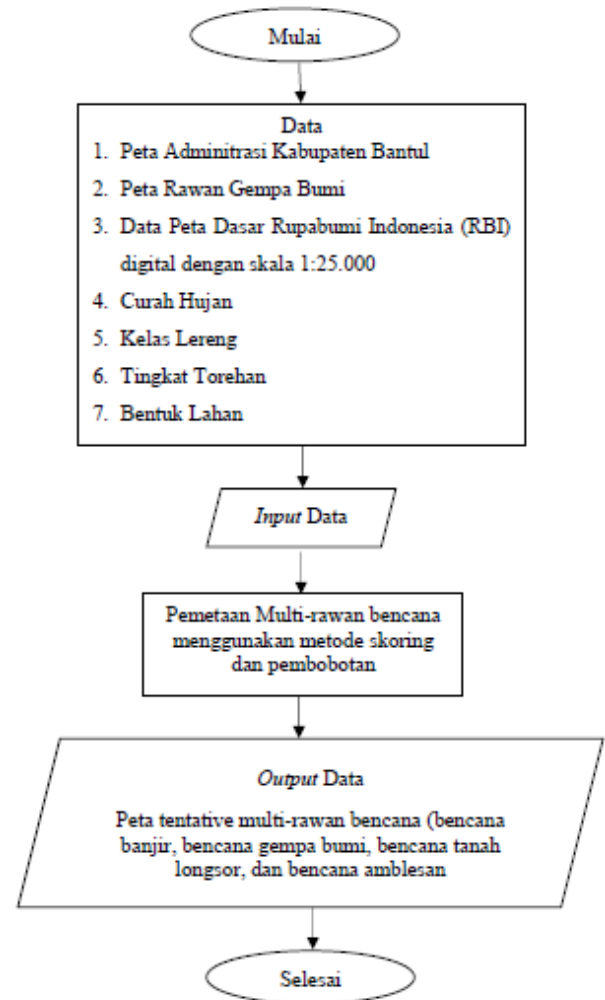 Mulai
Data
1. Peta Adminitrasi Kabupaten Bantul
2. Peta Rawan Gempa Bumi
3. Data Peta Dasar Rupabumi Indonesia (RBI)
digital dengan skala 1:25.000
4. Curah Hujan
5. Kelas Lereng
6. Tingkat Torehan
7. Bentuk Lahan
Input Data
Pemetaan Multi-rawan bencana
menggunakan metode skoring
dan pembobotan
Output Data
Peta tentative multi-rawan bencana (bencana
banjir, bencana gempa bumi, bencana tanah
longsor, dan bencana amblesan
Selesai